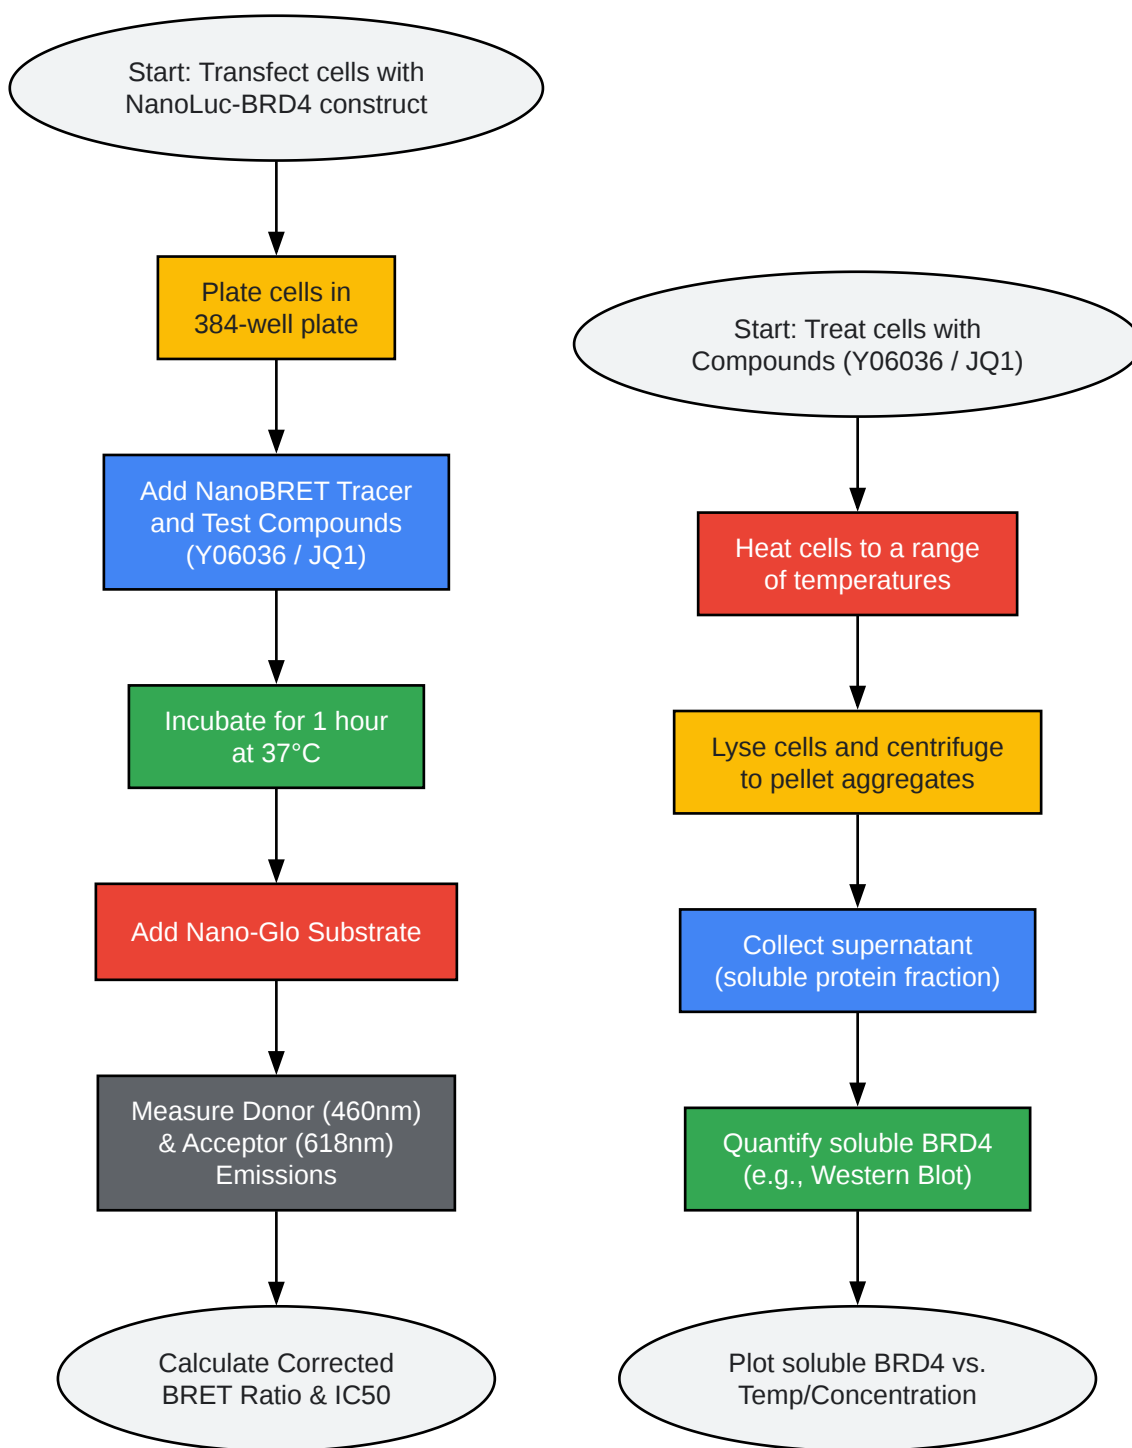 Start: Transfect cells with
NanoLuc-BRD4 construct
Plate cells in
384-well plate
Add NanoBRET Tracer
and Test Compounds
(Y06036 / JQ1)
Incubate for 1 hour
at 37°C
Add Nano-Glo Substrate
Measure Donor (460nm)
& Acceptor (618nm)
Emissions
Calculate Corrected
BRET Ratio & IC50
Start: Treat cells with
Compounds (Y06036 / JQ1)
Heat cells to a range
of temperatures
Lyse cells and centrifuge
to pellet aggregates
Collect supernatant
(soluble protein fraction)
Quantify soluble BRD4
(e.g., Western Blot)
Plot soluble BRD4 vs.
Temp/Concentration